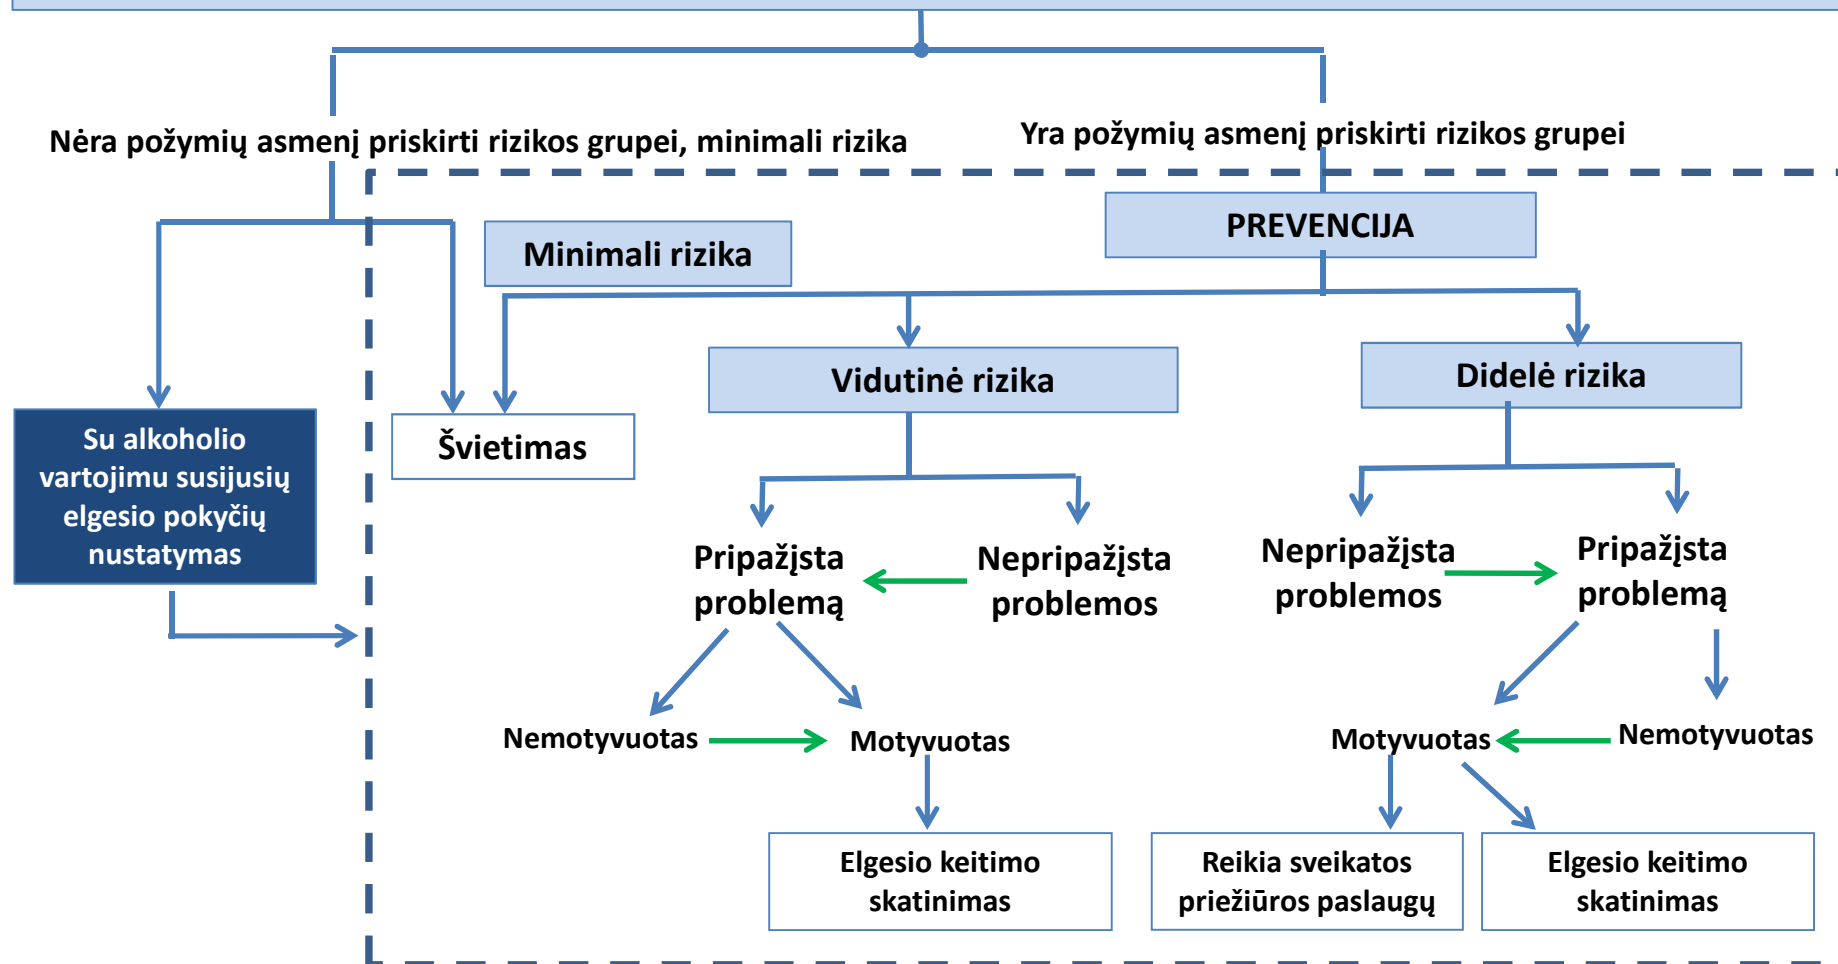 Nėra požymių asmenį priskirti rizikos grupei, minimali rizika
Yra požymių asmenį priskirti rizikos grupei
PREVENCIJA
Minimali rizika
Vidutinė rizika
Didelė rizika
Su alkoholio
vartojimu susijusių
elgesio pokyčių
nustatymas
Švietimas
Pripažįsta
problemą
Nepripažįsta
problemos
Nepripažįsta
problemos
Pripažįsta
problemą
Nemotyvuotas
Motyvuotas
Motyvuotas
Nemotyvuotas
Elgesio keitimo
skatinimas
Reikia sveikatos
priežiūros paslaugų
Elgesio keitimo
skatinimas